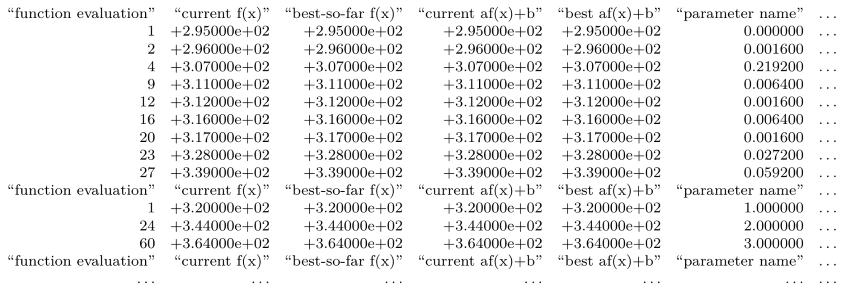 “function evaluation” “current f(x)” “best-so-far f(x)” “current af(x)+b” “best af(x)+b” “parameter name” ...
1 +2.95000e+02 +2.95000e+02 +2.95000e+02 +2.95000e+02 0.000000 ...
2 +2.96000e+02 +2.96000e+02 +2.96000e+02 +2.96000e+02 0.001600 ...
4 +3.07000e+02 +3.07000e+02 +3.07000e+02 +3.07000e+02 0.219200 ...
9 +3.11000e+02 +3.11000e+02 +3.11000e+02 +3.11000e+02 0.006400 ...
12 +3.12000e+02 +3.12000e+02 +3.12000e+02 +3.12000e+02 0.001600 ...
16 +3.16000e+02 +3.16000e+02 +3.16000e+02 +3.16000e+02 0.006400 ...
20 +3.17000e+02 +3.17000e+02 +3.17000e+02 +3.17000e+02 0.001600 ...
23 +3.28000e+02 +3.28000e+02 +3.28000e+02 +3.28000e+02 0.027200 ...
27 +3.39000e+02 +3.39000e+02 +3.39000e+02 +3.39000e+02 0.059200 ...
“function evaluation” “current f(x)” “best-so-far f(x)” “current af(x)+b” “best af(x)+b” “parameter name” ...
1 +3.20000e+02 +3.20000e+02 +3.20000e+02 +3.20000e+02 1.000000 ...
24 +3.44000e+02 +3.44000e+02 +3.44000e+02 +3.44000e+02 2.000000 ...
60 +3.64000e+02 +3.64000e+02 +3.64000e+02 +3.64000e+02 3.000000 ...
“function evaluation” “current f(x)” “best-so-far f(x)” “current af(x)+b” “best af(x)+b” “parameter name” ...
... ... ... ... ... ... ...